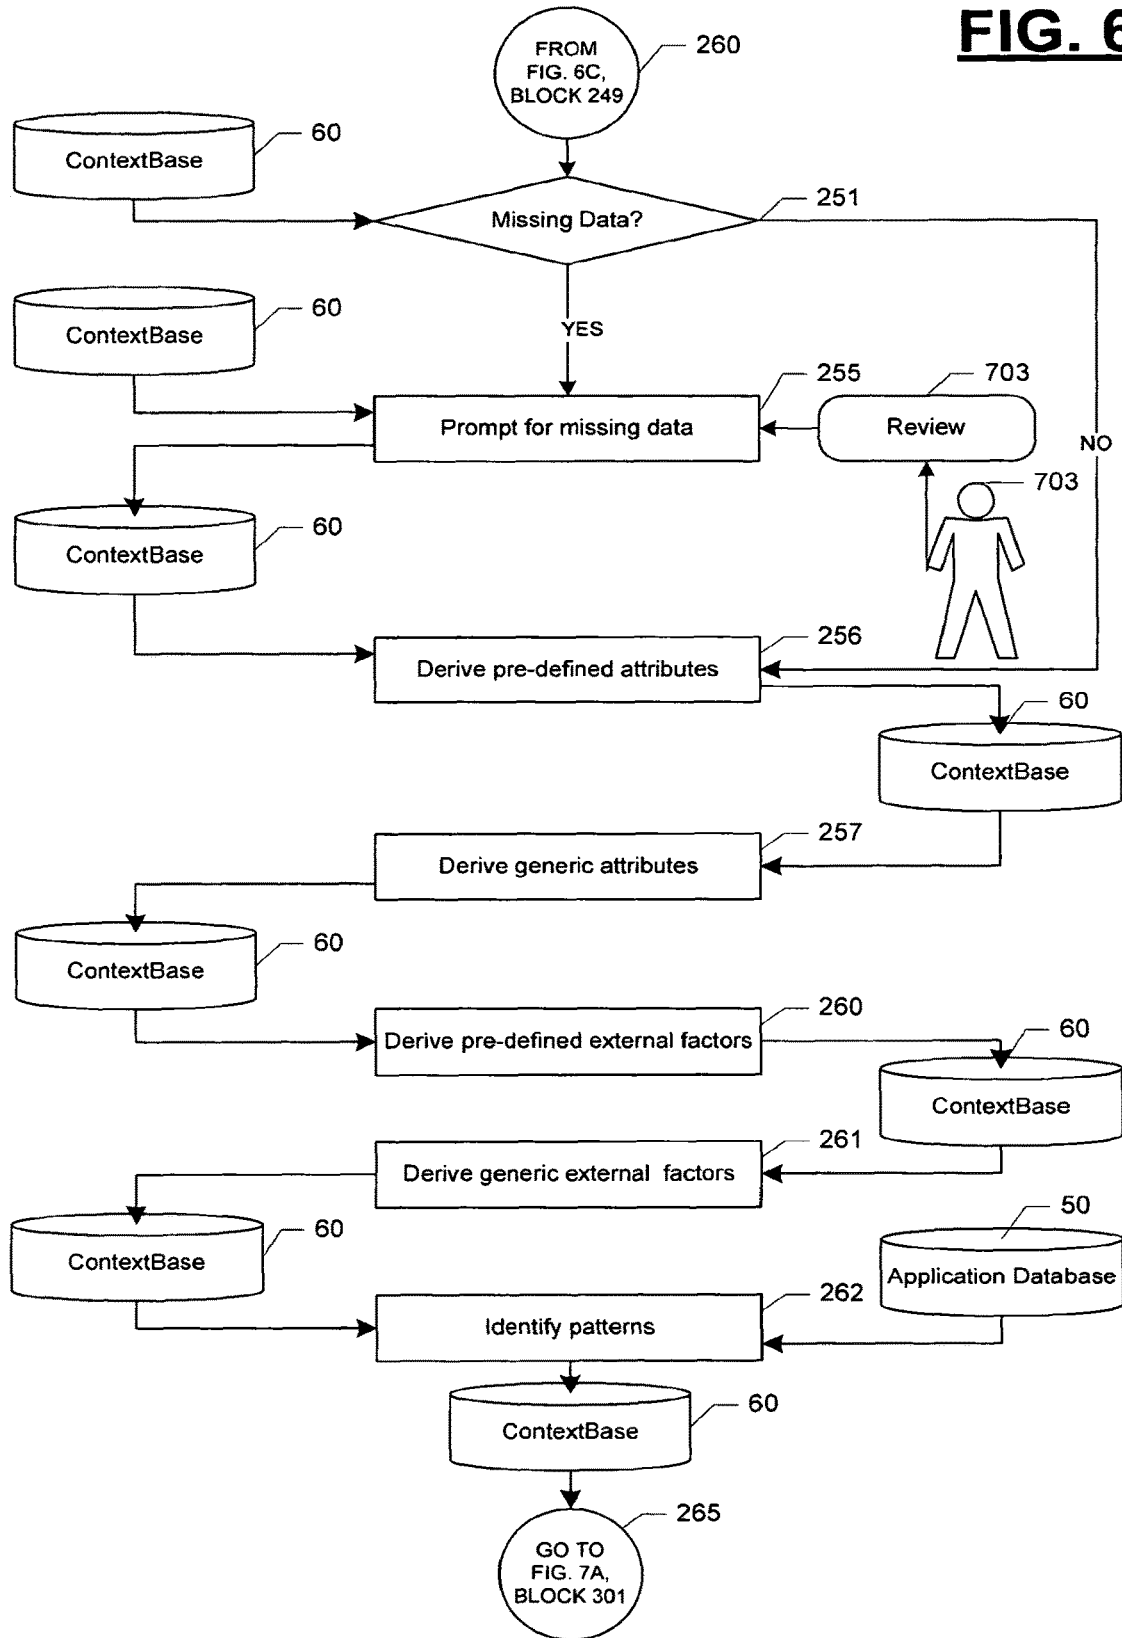 FIG. 6
FROM
FIG. 6C,
BLOCK 249
260
ContextBase
60
Missing Data?
251
ContextBase
60
YES
NO
Prompt for missing data
255
Review
703
703
ContextBase
60
Derive pre-defined attributes
256
ContextBase
60
Derive generic attributes
257
ContextBase
60
Derive pre-defined external factors
260
ContextBase
60
Derive generic external factors
261
ContextBase
60
Application Database
50
Identify patterns
262
ContextBase
60
GO TO
FIG. 7A,
BLOCK 301
265